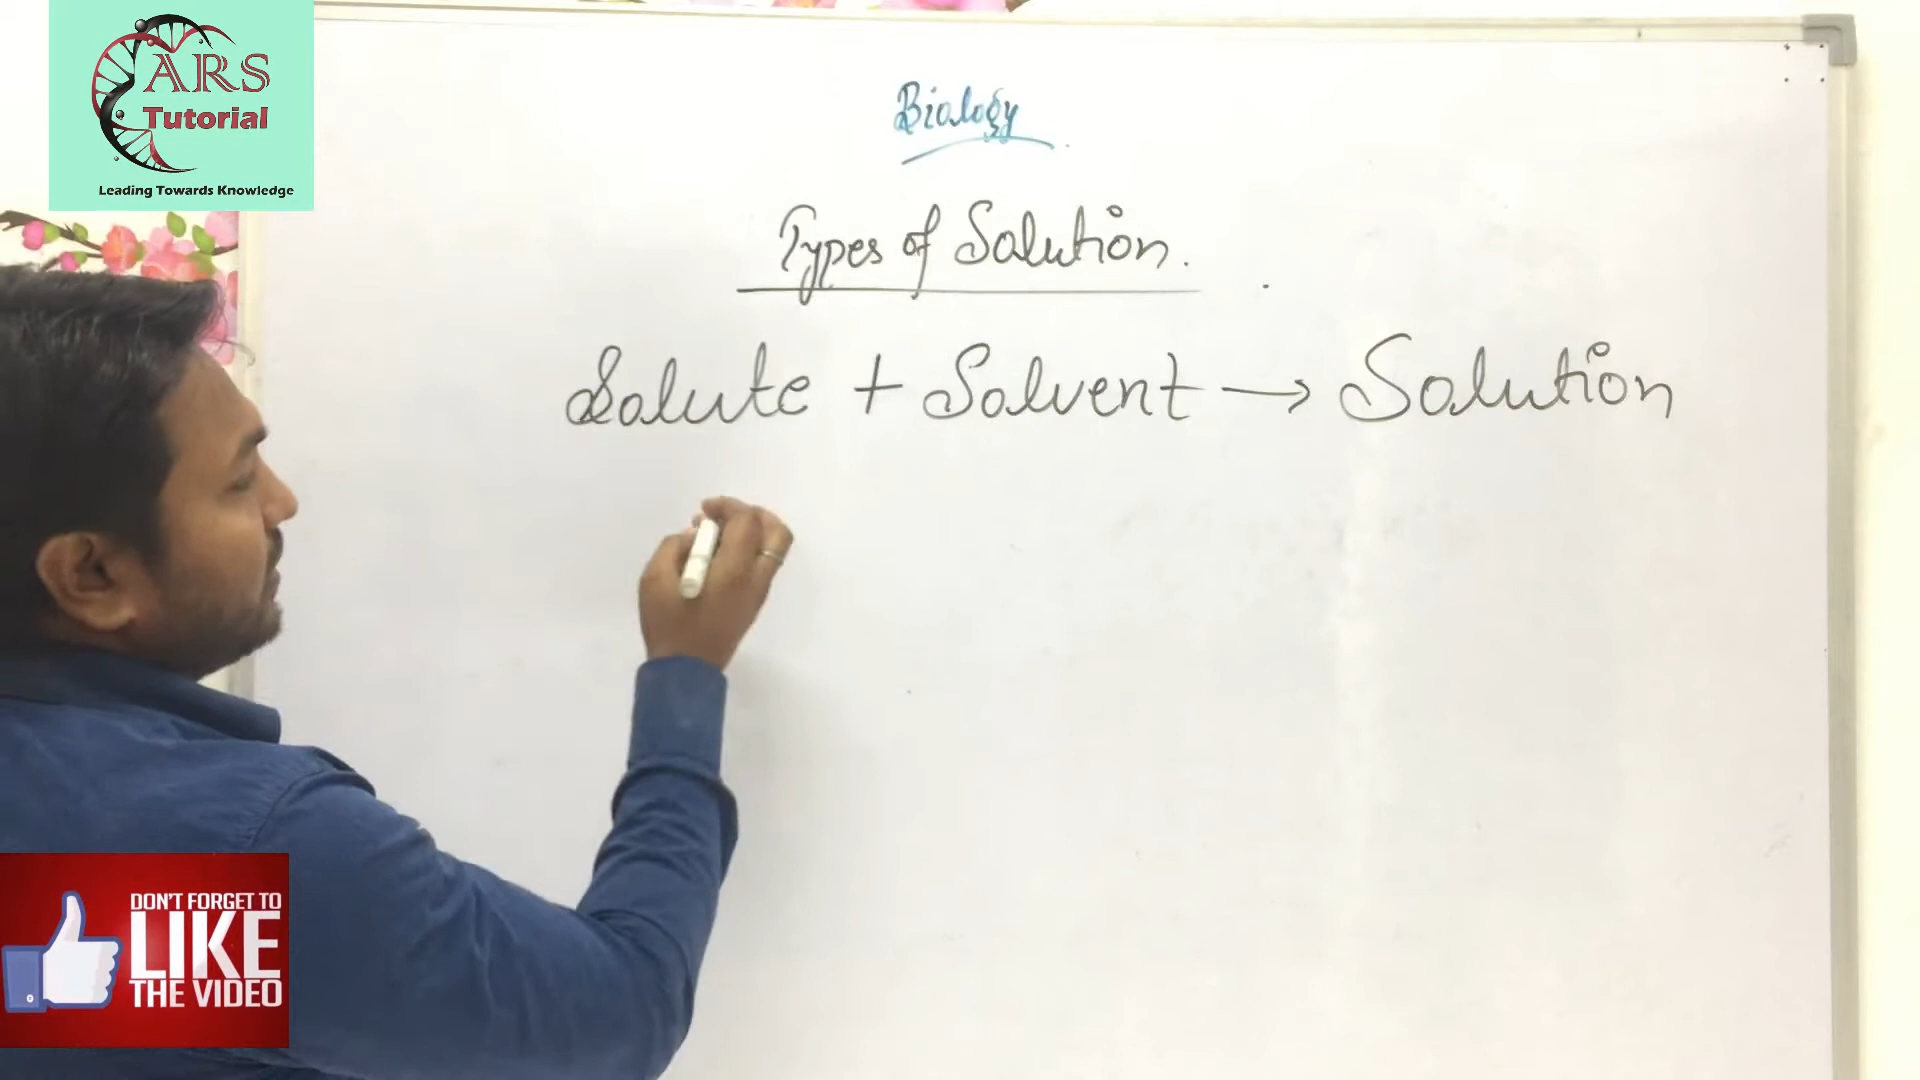 ARS
Tutorial
Leading Towards Knowledge
Biology
Types of Solution.
Solute + Solvent → Solution
DON'T FORGET TO
LIKE
THE VIDEO